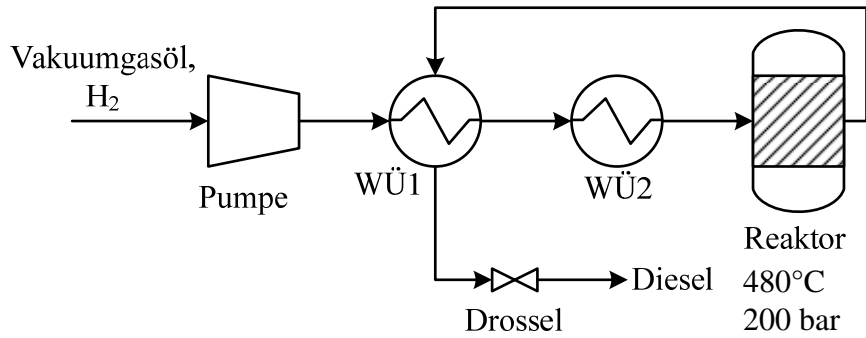 Vakuumgasöl,
H₂
Pumpe
WÜ1
WÜ2
Reaktor
480°C
200 bar
Drossel
Diesel